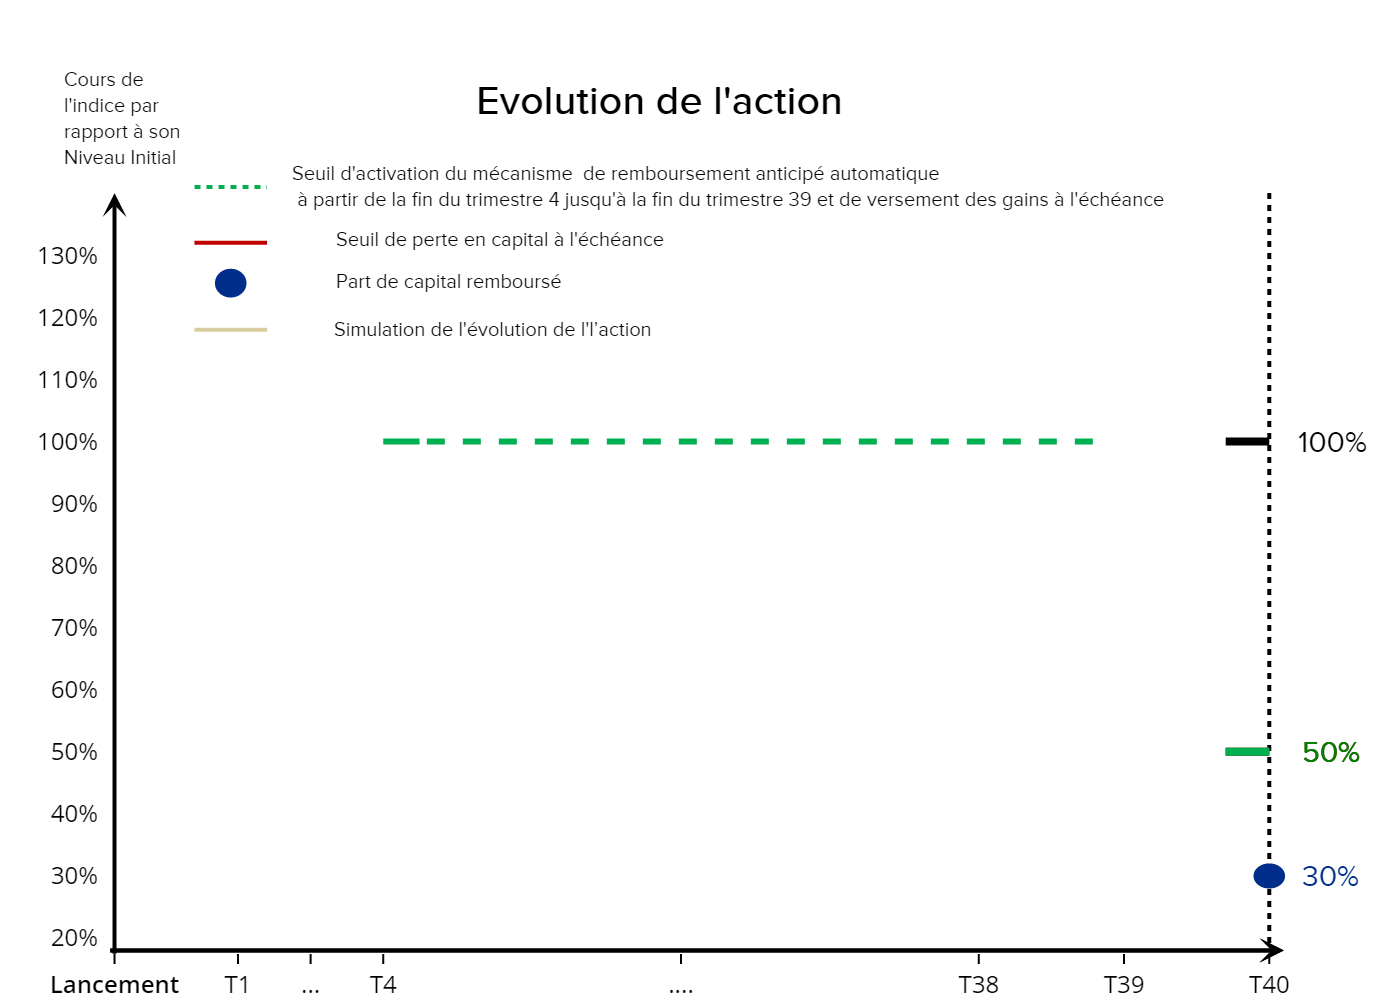 Cours de
l'indice par
rapport à son
Niveau Initial
Evolution de l'action
Seuil d'activation du mécanisme  de remboursement anticipé automatique
à partir de la fin du trimestre 4 jusqu'à la fin du trimestre 39 et de versement des gains à l'échéance
Seuil de perte en capital à l'échéance
Part de capital remboursé
Simulation de l'évolution de l'l’action
130%
120%
110%
100%
90%
80%
70%
60%
50%
40%
30%
20%
100%
50%
30%
Lancement T1 ... T4 .... T38 T39 T40